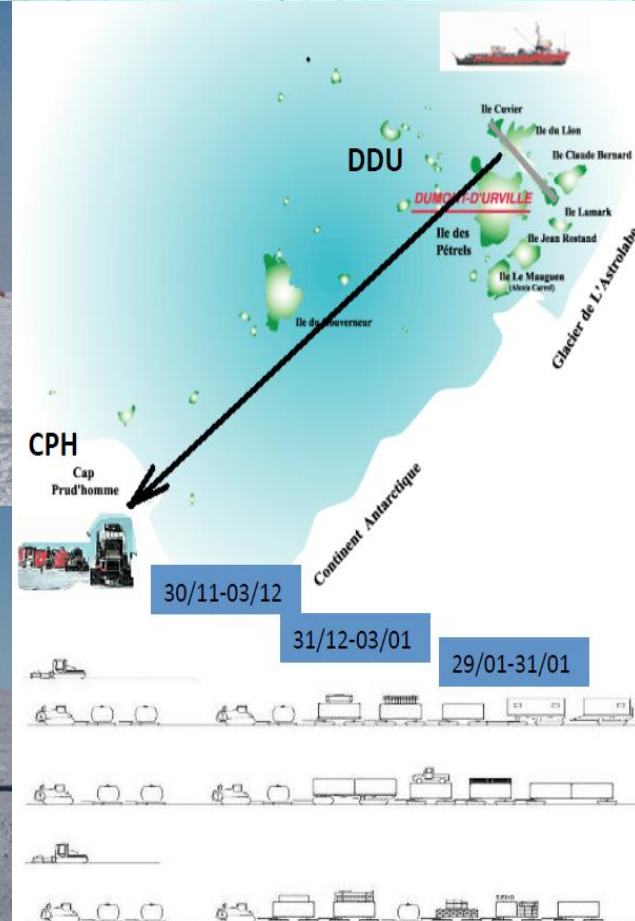 Ile Cuvier
Ile du Lion
DDU
Ile Claude Bernard
DUMONT-D'URVILLE
Ile Lamark
Ile des
Pétrels
Ile Jean Rostand
Ile Le Mauguen
(Alexis Carrel)
Glacier de L'Astrolabe
Ile du Gouverneur
CPH
Cap
Prud'homme
Continent Antarctique
30/11-03/12
31/12-03/01
29/01-31/01